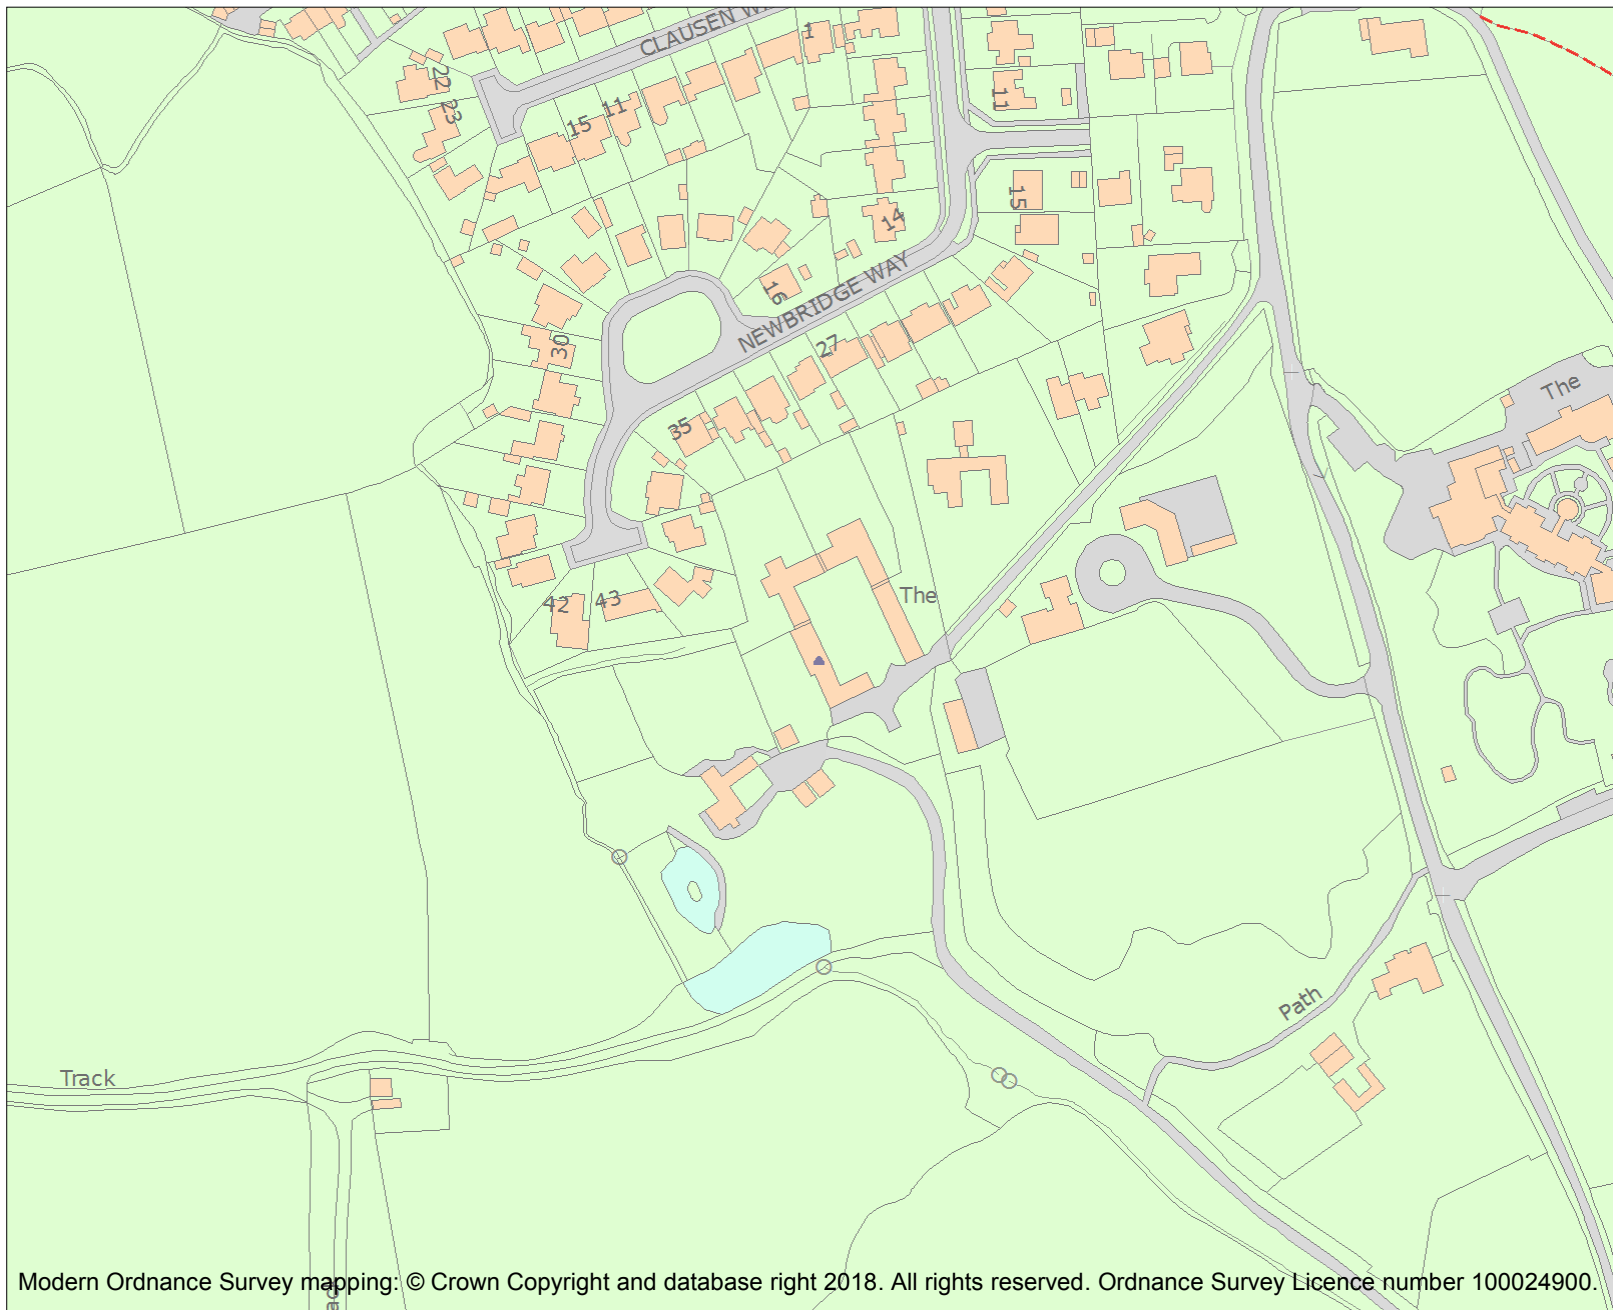 CLAUSEN W
1
22
23
15
11
11
15
14
NEWBRIDGE WAY
16
27
30
35
The
42
43
The
Path
Track
Modern Ordnance Survey mapping: © Crown Copyright and database right 2018. All rights reserved. Ordnance Survey Licence number 100024900.